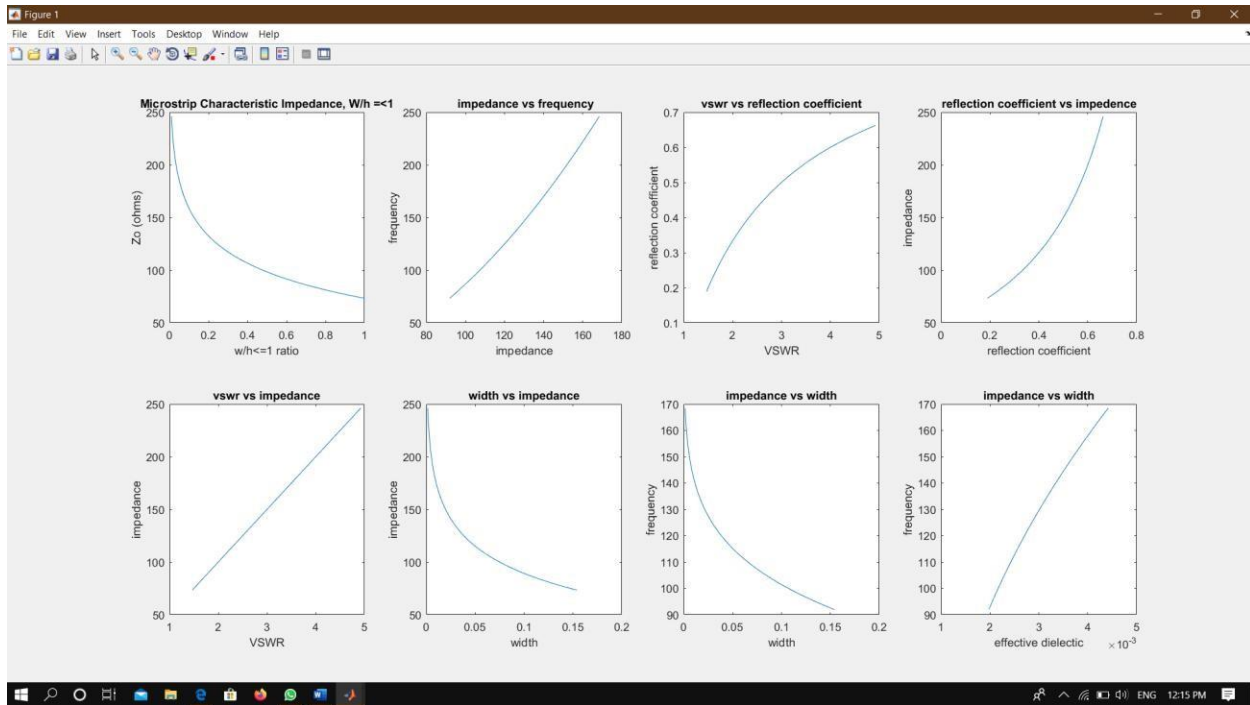 Figure 1
File Edit View Insert Tools Desktop Window Help
Microstrip Characteristic Impedance, W/h =<1
250
200
150
100
50
Zo (ohms)
0 0.2 0.4 0.6 0.8 1
w/h<=1 ratio
impedance vs frequency
250
200
150
100
50
frequency
80 100 120 140 160 180
impedance
vswr vs reflection coefficient
0.7
0.6
0.5
0.4
0.3
0.2
0.1
reflection coefficient
1 2 3 4 5
VSWR
reflection coefficient vs impedence
250
200
150
100
50
impedance
0 0.2 0.4 0.6 0.8
reflection coefficient
vswr vs impedance
250
200
150
100
50
impedance
1 2 3 4 5
VSWR
width vs impedance
250
200
150
100
50
impedance
0 0.05 0.1 0.15 0.2
width
impedance vs width
170
160
150
140
130
120
110
100
90
frequency
0 0.05 0.1 0.15 0.2
width
impedance vs width
170
160
150
140
130
120
110
100
90
frequency
1 2 3 4 5
effective dielectic ×10-3
ENG 12:15 PM